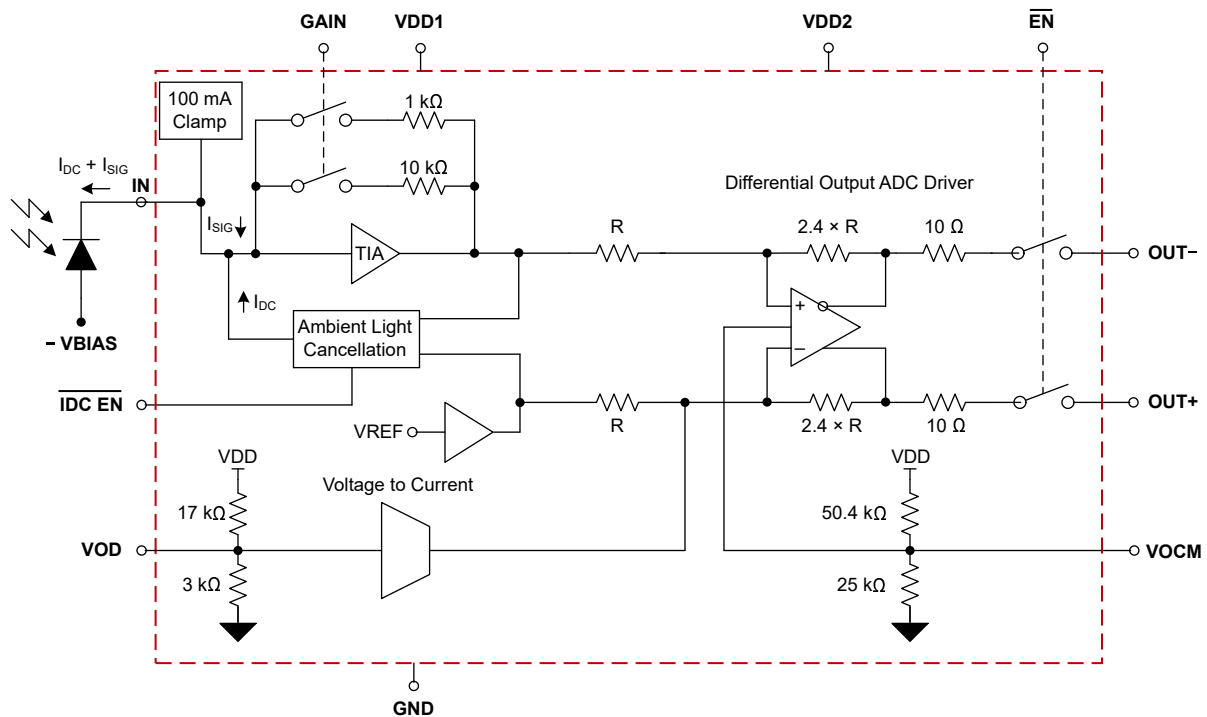 GAIN
VDD1
VDD2
EN
100 mA
Clamp
1 kΩ
10 kΩ
IDC + ISIG
IN
ISIG
TIA
Differential Output ADC Driver
R
2.4 × R
10 Ω
OUT−
IDC
+
−
Ambient Light
Cancellation
− VBIAS
IDC EN
VREF
R
2.4 × R
10 Ω
OUT+
VDD
17 kΩ
3 kΩ
VOD
Voltage to Current
VDD
50.4 kΩ
25 kΩ
VOCM
GND